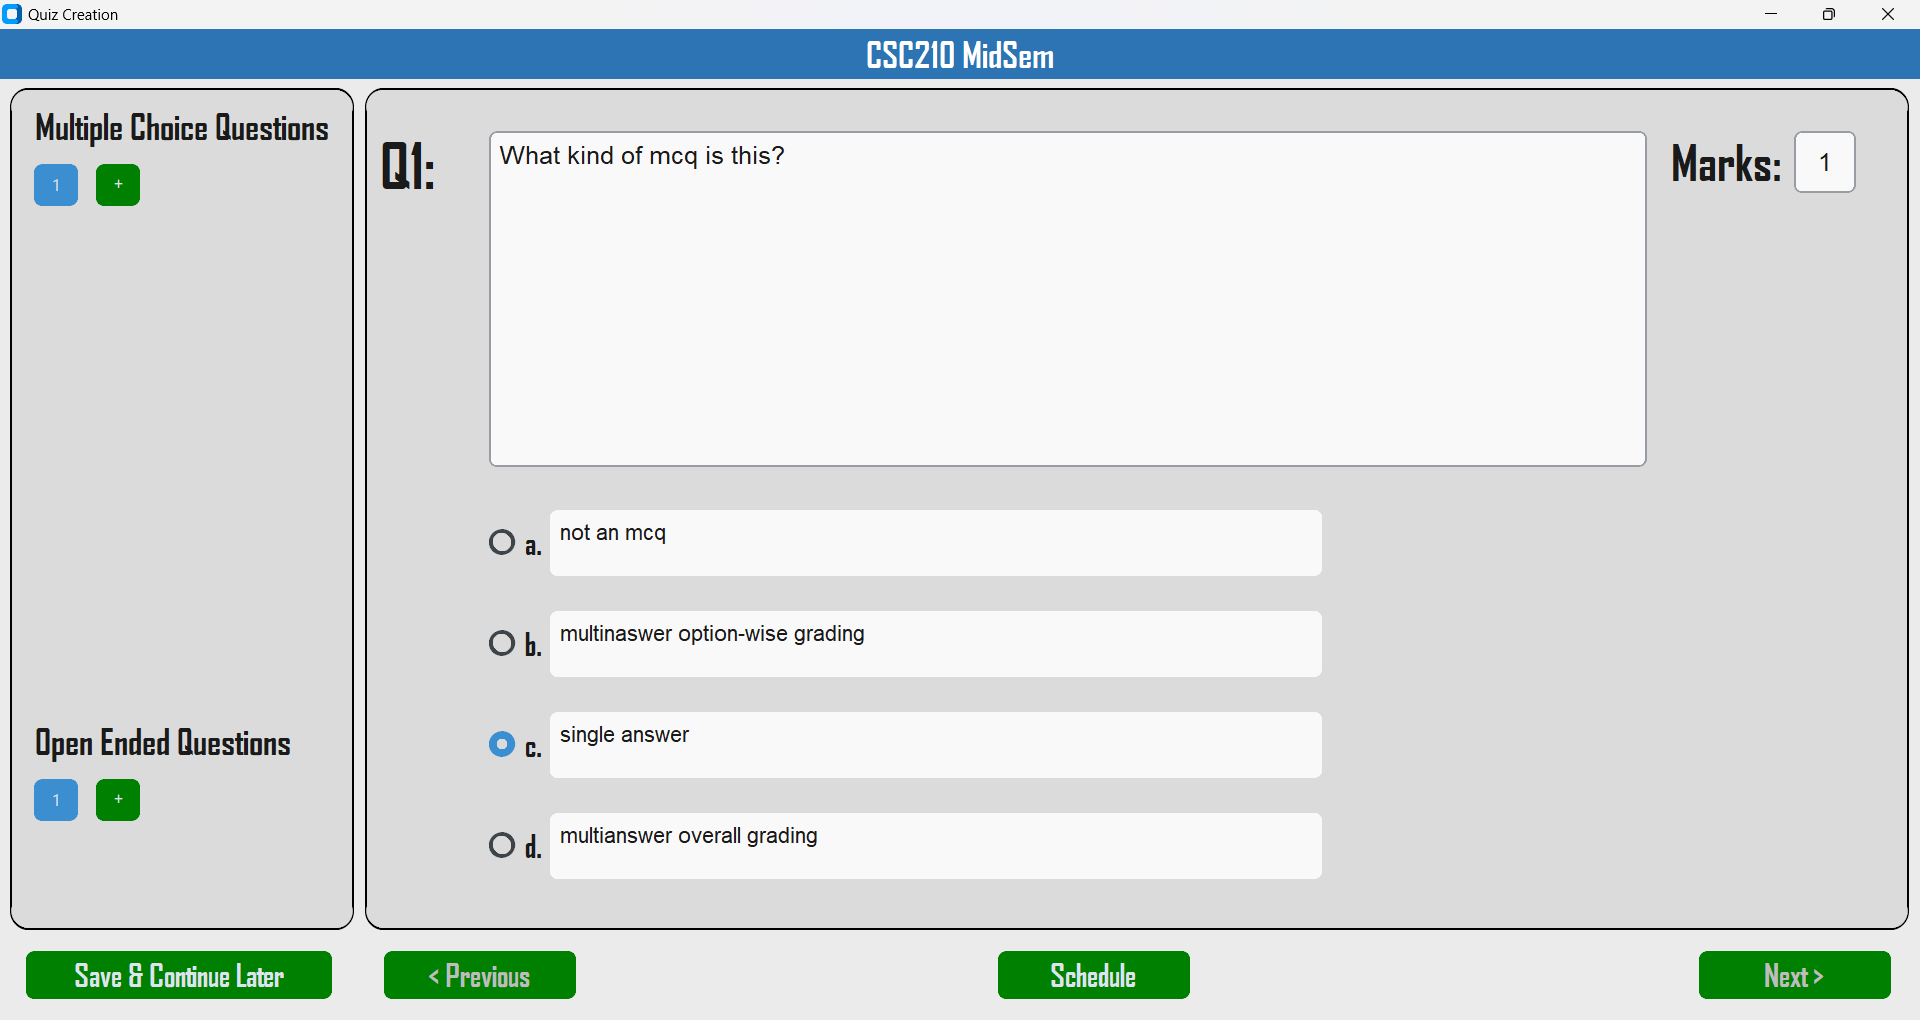 Quiz Creation
CSC210 MidSem
Multiple Choice Questions
1 +
Open Ended Questions
1 +
Q1:
What kind of mcq is this?
Marks: 1
a. not an mcq
b. multinaswer option-wise grading
c. single answer
d. multianswer overall grading
Save & Continue Later
< Previous
Schedule
Next >